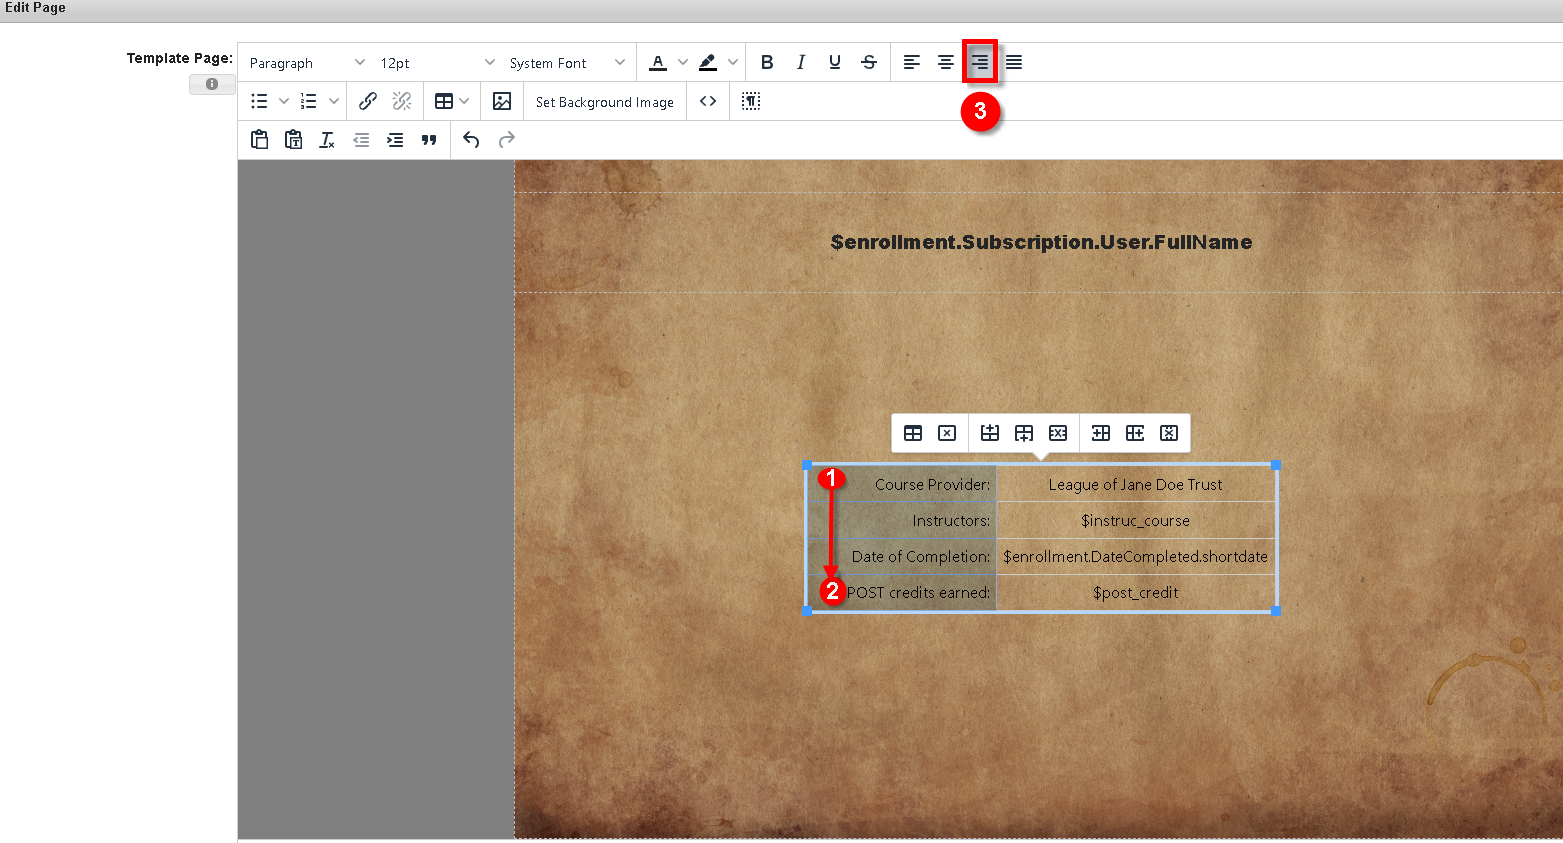 Edit Page
Template Page:
Paragraph 12pt System Font A B I U S
Set Background Image
3
$enrollment.Subscription.User.FullName
1 Course Provider: League of Jane Doe Trust
Instructors: $instruc_course
Date of Completion: $enrollment.DateCompleted.shortdate
2 POST credits earned: $post_credit